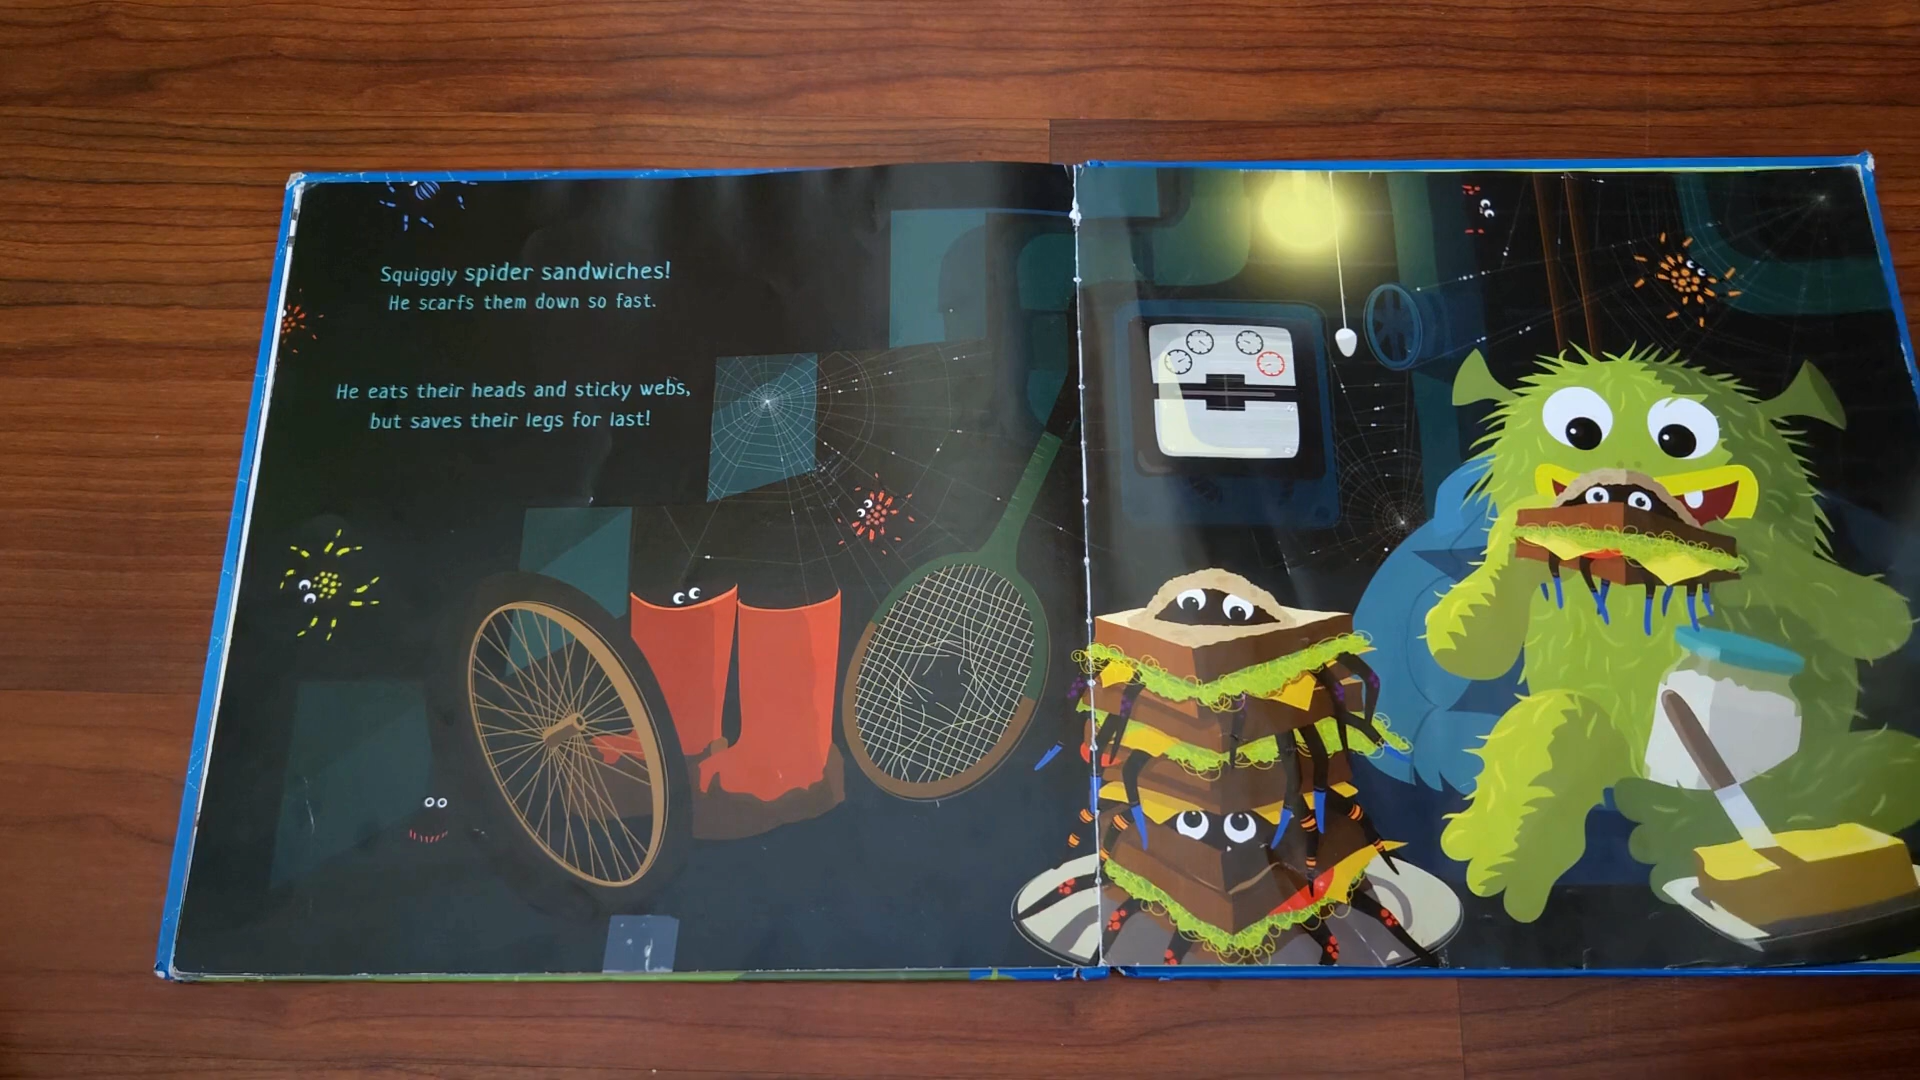 Squiggly spider sandwiches!
He scarfs them down so fast.
He eats their heads and sticky webs,
but saves their legs for last!